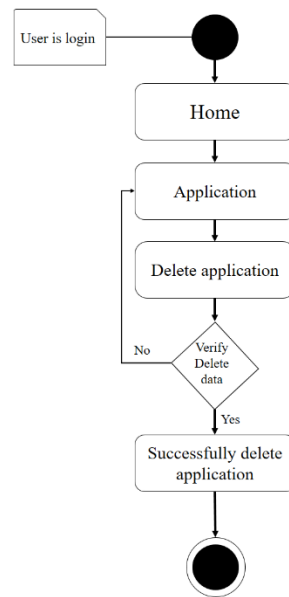 User is login
Home
Application
Delete application
Verify
Delete
data
No
Yes
Successfully delete
application